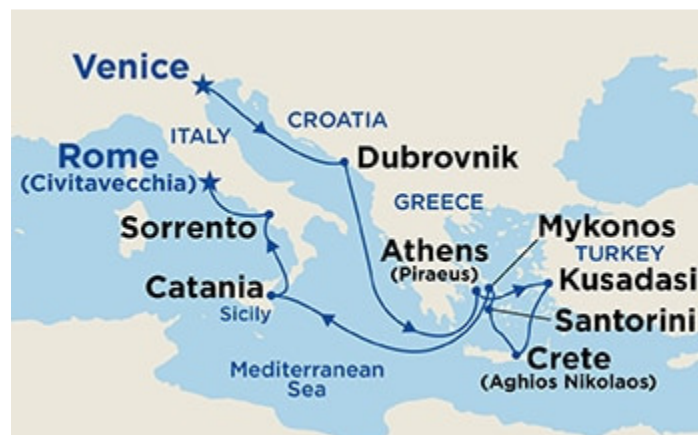 Venice
CROATIA
ITALY
Rome
(Civitavecchia)
Dubrovnik
GREECE
Sorrento
Mykonos
Athens
(Piraeus)
TURKEY
Kusadasi
Catania
Sicily
Santorini
Crete
(Aghios Nikolaos)
Mediterranean
Sea